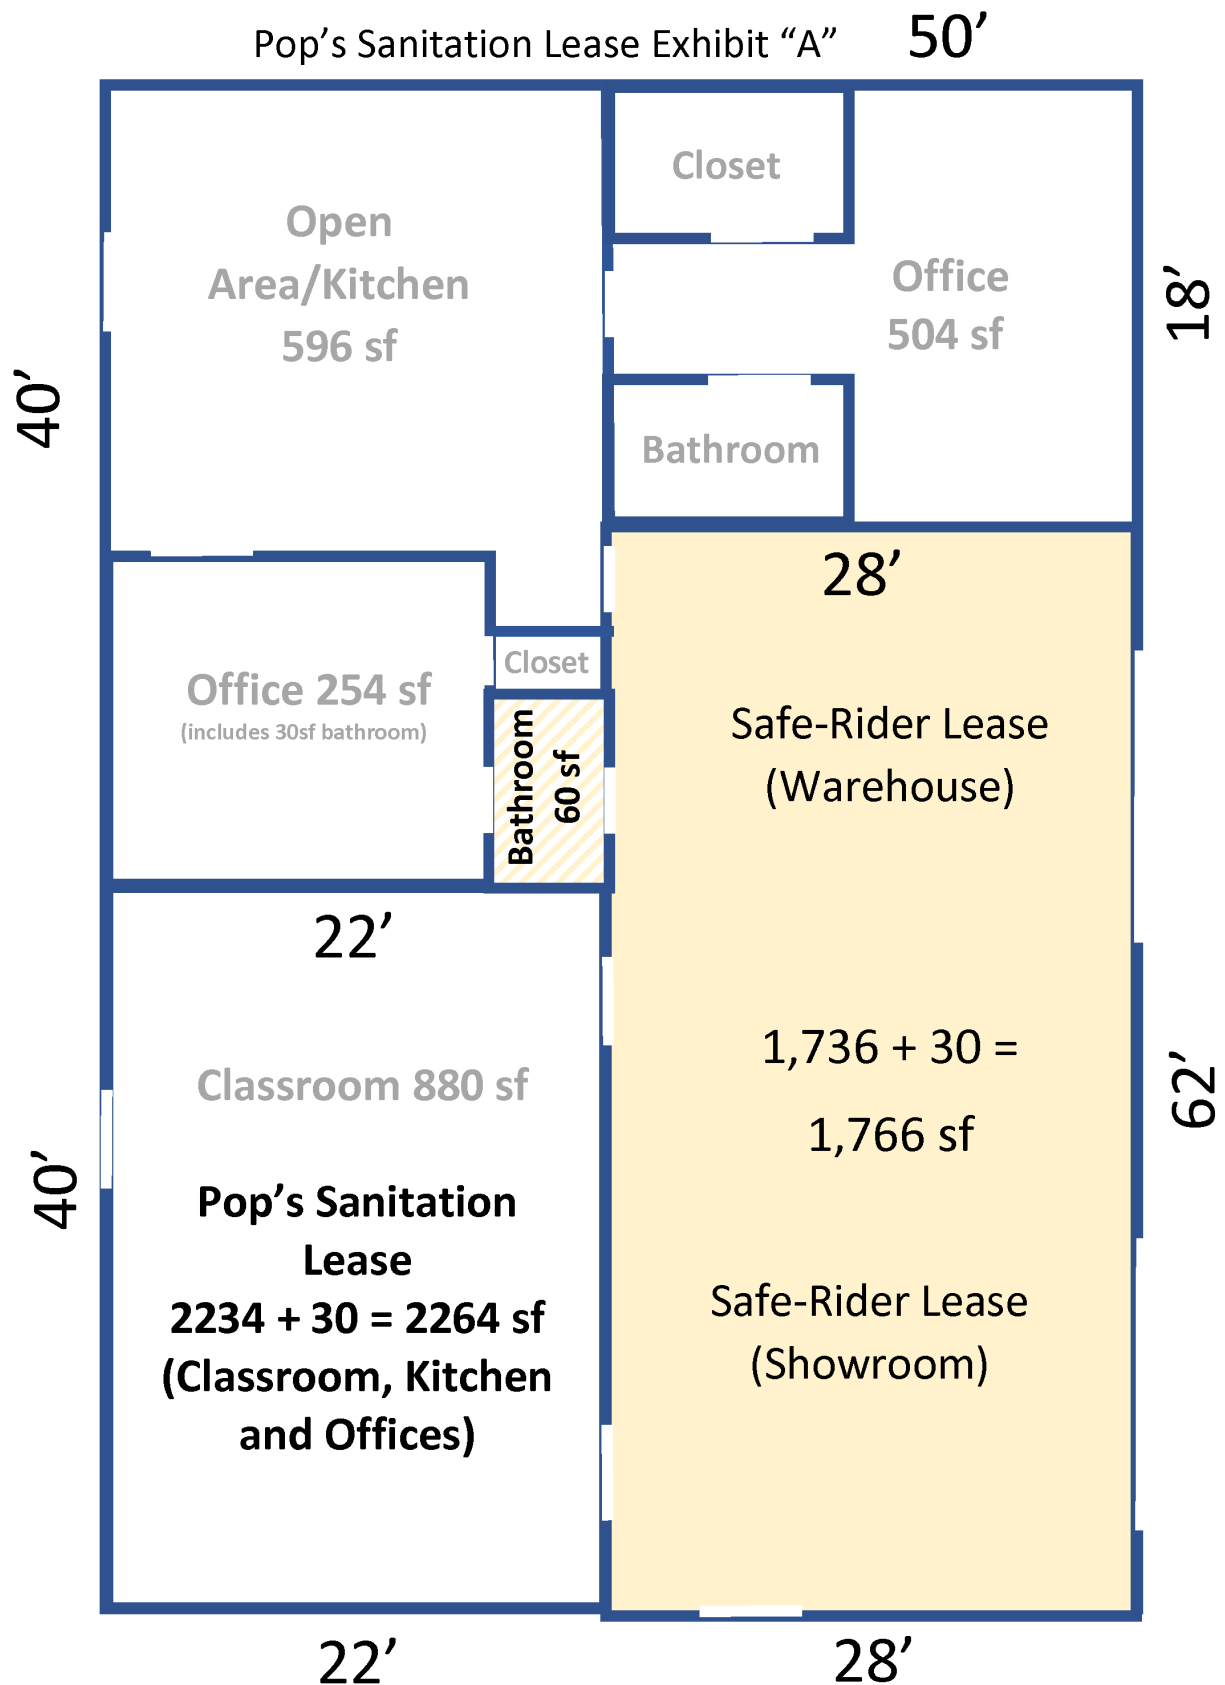 Pop’s Sanitation Lease Exhibit “A”
50’
Closet
Open
Area/Kitchen
596 sf
Office
504 sf
18’
40’
Bathroom
28’
Closet
Office 254 sf
(includes 30sf bathroom)
Bathroom
60 sf
Safe-Rider Lease
(Warehouse)
22’
1,736 + 30 =
1,766 sf
62’
Classroom 880 sf
40’
Pop’s Sanitation
Lease
2234 + 30 = 2264 sf
(Classroom, Kitchen
and Offices)
Safe-Rider Lease
(Showroom)
22’
28’